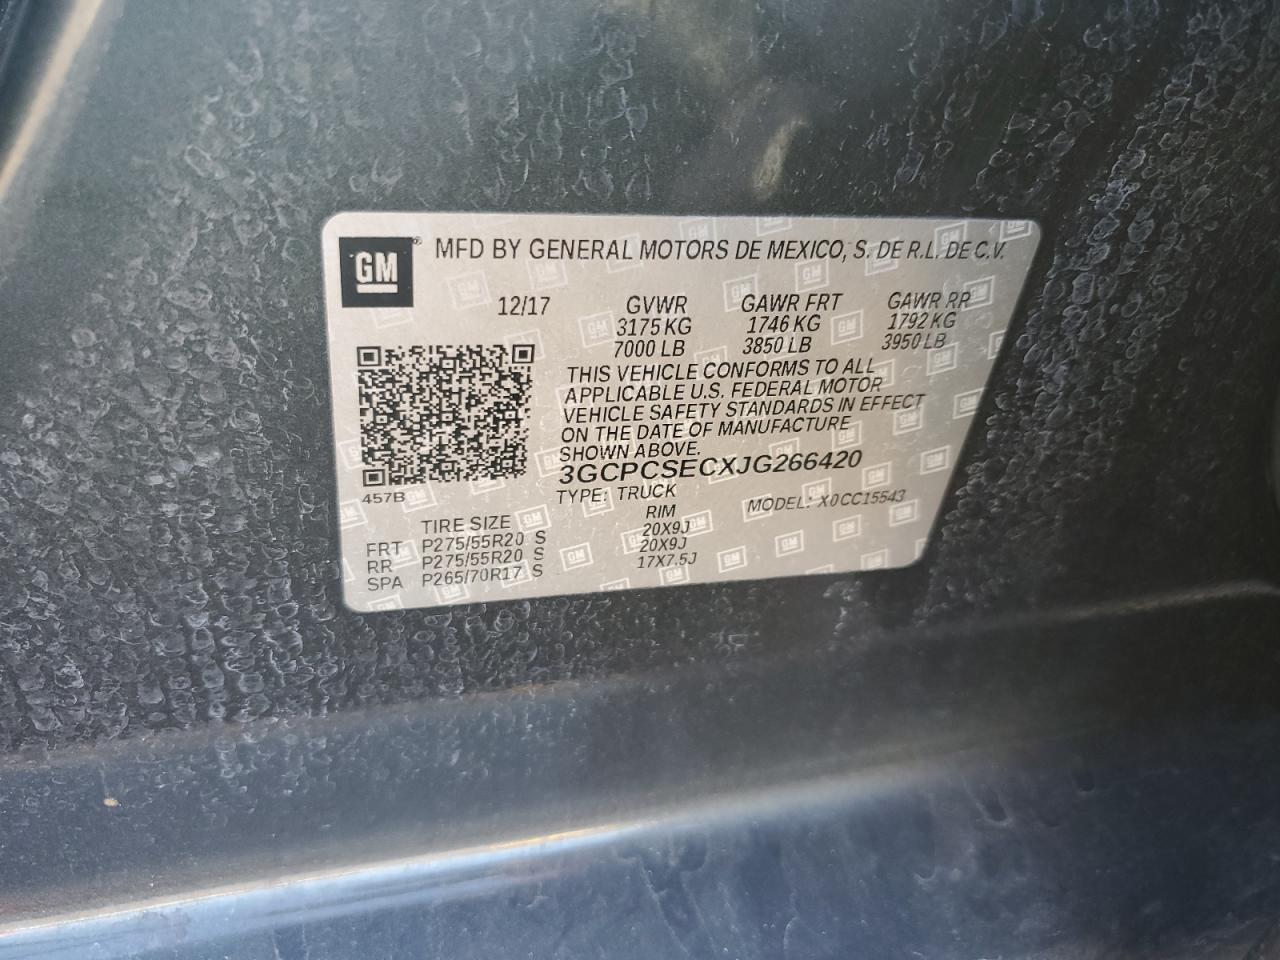 GM ® MFD BY GENERAL MOTORS DE MEXICO, S. DE R.L. DE C.V.
12/17 GVWR GAWR FRT GAWR RR
3175 KG 1746 KG 1792 KG
7000 LB 3850 LB 3950 LB
THIS VEHICLE CONFORMS TO ALL
APPLICABLE U.S. FEDERAL MOTOR
VEHICLE SAFETY STANDARDS IN EFFECT
ON THE DATE OF MANUFACTURE
SHOWN ABOVE.
3GCPCSECXJG266420
457B TYPE: TRUCK MODEL: X0CC15543
TIRE SIZE RIM
FRT P275/55R20 S 20X9J
RR P275/55R20 S 20X9J
SPA P265/70R17 S 17X7.5J